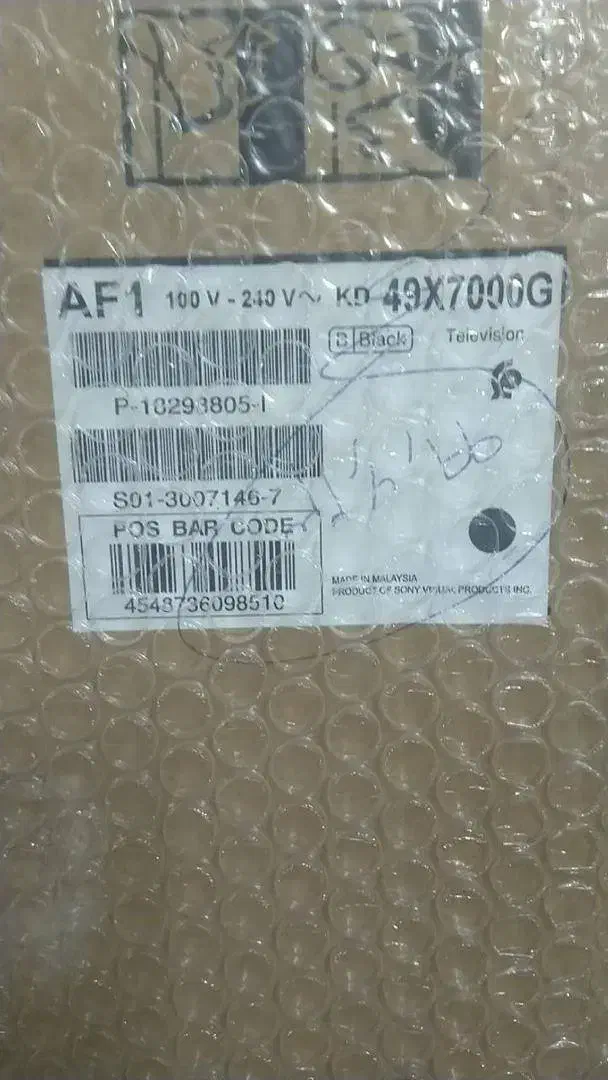 AF1 100 V - 240 V~ KD 49X7000G
B Black Television
P-10293805-I
S01-3007146-7
POS BAR CODE
4548736098510
MADE IN MALAYSIA
PRODUCT OF SONY VISUAL PRODUCTS INC.